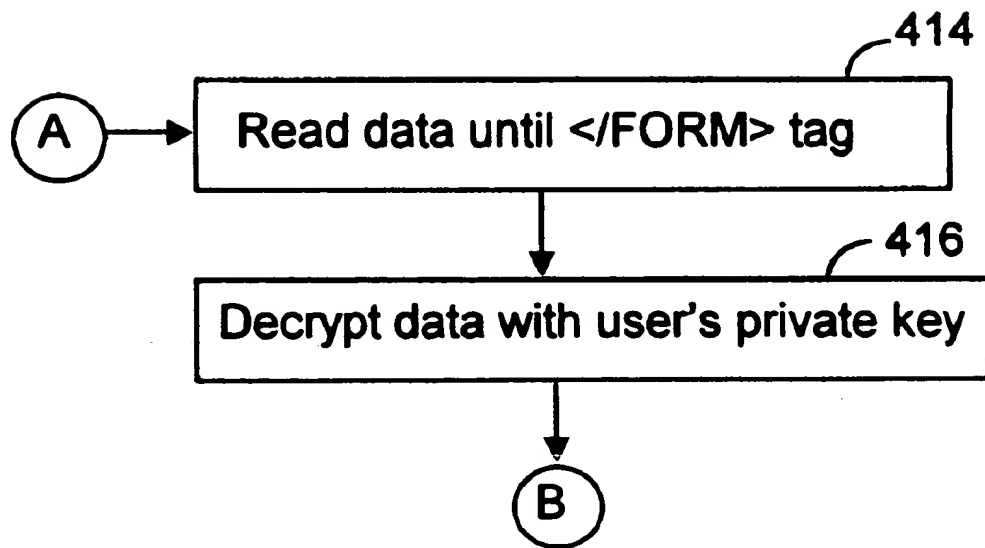 414
A
Read data until </FORM> tag
416
Decrypt data with user's private key
B